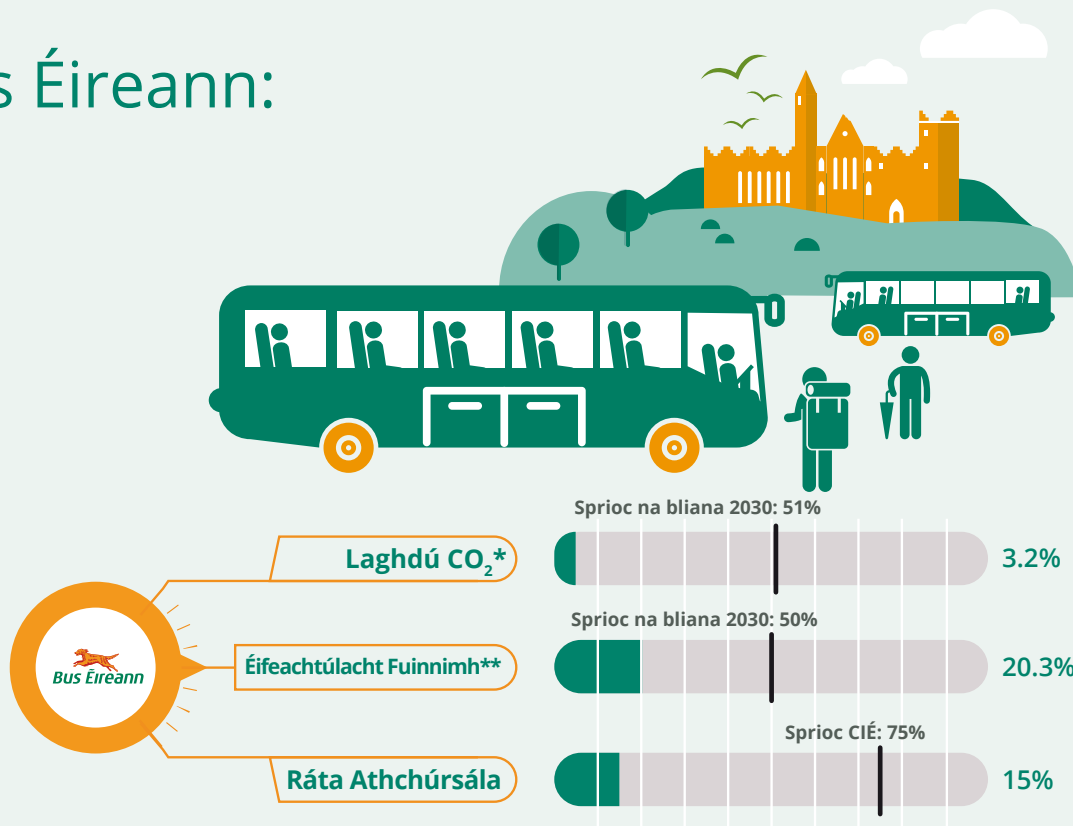 s Éireann:
Sprioc na bliana 2030: 51%
Laghdú CO₂*
3.2%
Sprioc na bliana 2030: 50%
Éifeachtúlacht Fuinnimh**
20.3%
Bus Éireann
Sprioc CIÉ: 75%
Ráta Athchúrsála
15%